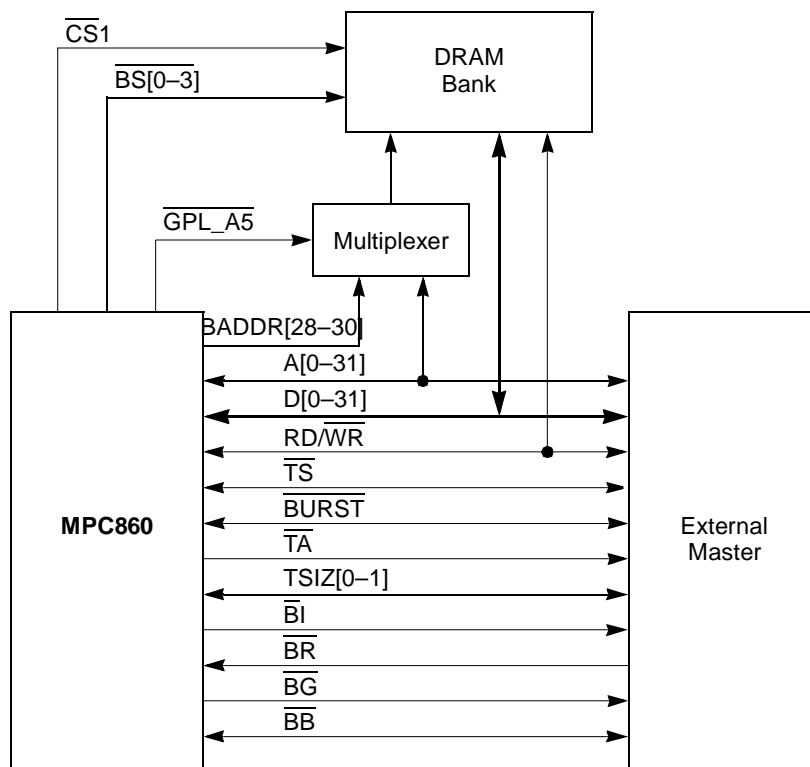 CS1
DRAM
Bank
BS[0–3]
GPL_A5
Multiplexer
BADDR[28–30]
A[0–31]
D[0–31]
RD/WR
TS
BURST
MPC860
External
Master
TA
TSIZ[0–1]
BI
BR
BG
BB